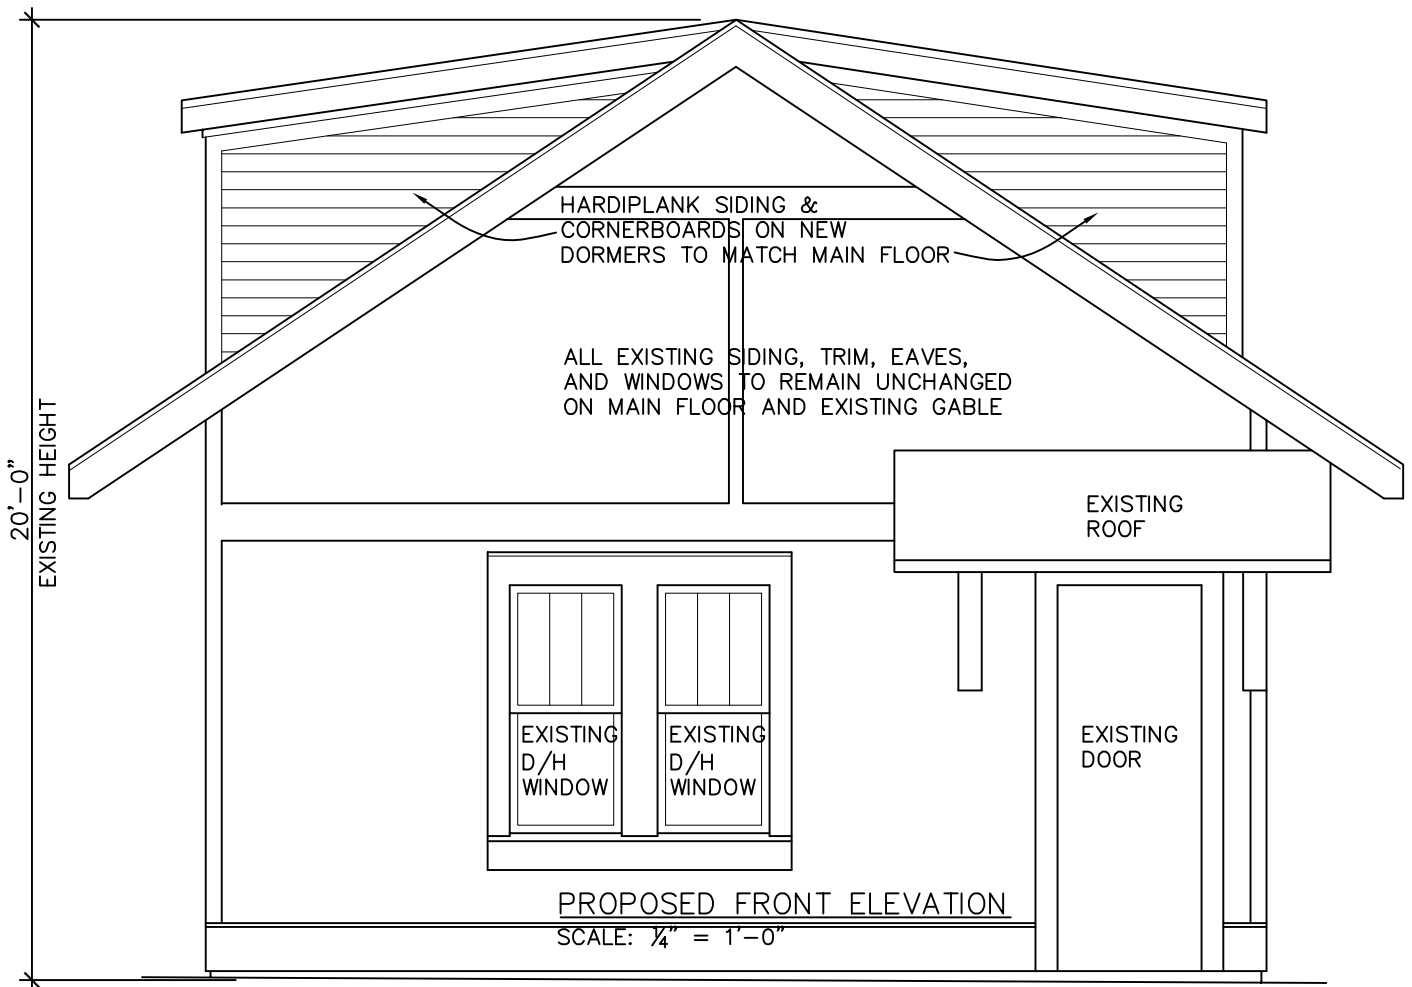 HARDIPLANK SIDING &
CORNERBOARDS ON NEW
DORMERS TO MATCH MAIN FLOOR
ALL EXISTING SIDING, TRIM, EAVES,
AND WINDOWS TO REMAIN UNCHANGED
ON MAIN FLOOR AND EXISTING GABLE
20'-0"
EXISTING HEIGHT
EXISTING
ROOF
EXISTING
D/H
WINDOW
EXISTING
D/H
WINDOW
EXISTING
DOOR
PROPOSED FRONT ELEVATION
SCALE: ¼" = 1'-0"